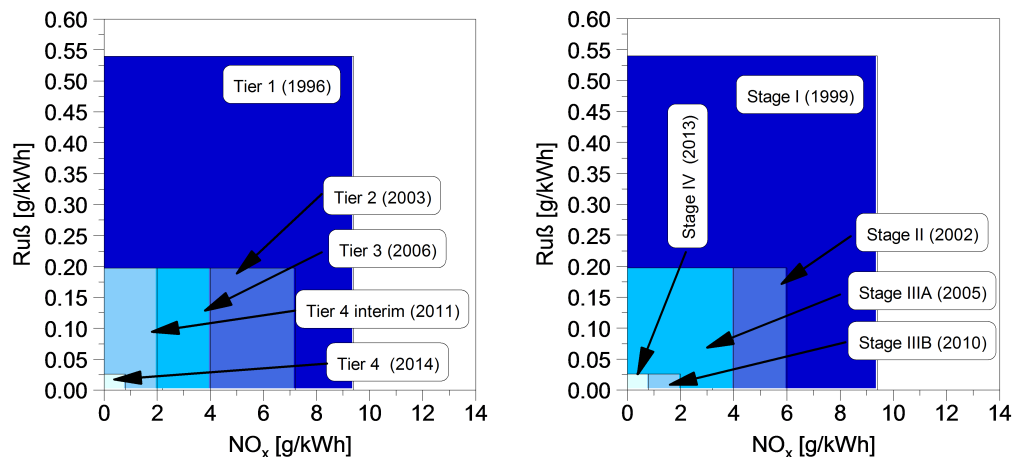 0.60
0.55
0.50
0.45
0.40
0.35
0.30
0.25
0.20
0.15
0.10
0.05
0.00
Ruß [g/kWh]
Tier 1 (1996)
Tier 2 (2003)
Tier 3 (2006)
Tier 4 interim (2011)
Tier 4 (2014)
0 2 4 6 8 10 12 14
NOx [g/kWh]
0.60
0.55
0.50
0.45
0.40
0.35
0.30
0.25
0.20
0.15
0.10
0.05
0.00
Ruß [g/kWh]
Stage I (1999)
Stage IV (2013)
Stage II (2002)
Stage IIIA (2005)
Stage IIIB (2010)
0 2 4 6 8 10 12 14
NOx [g/kWh]